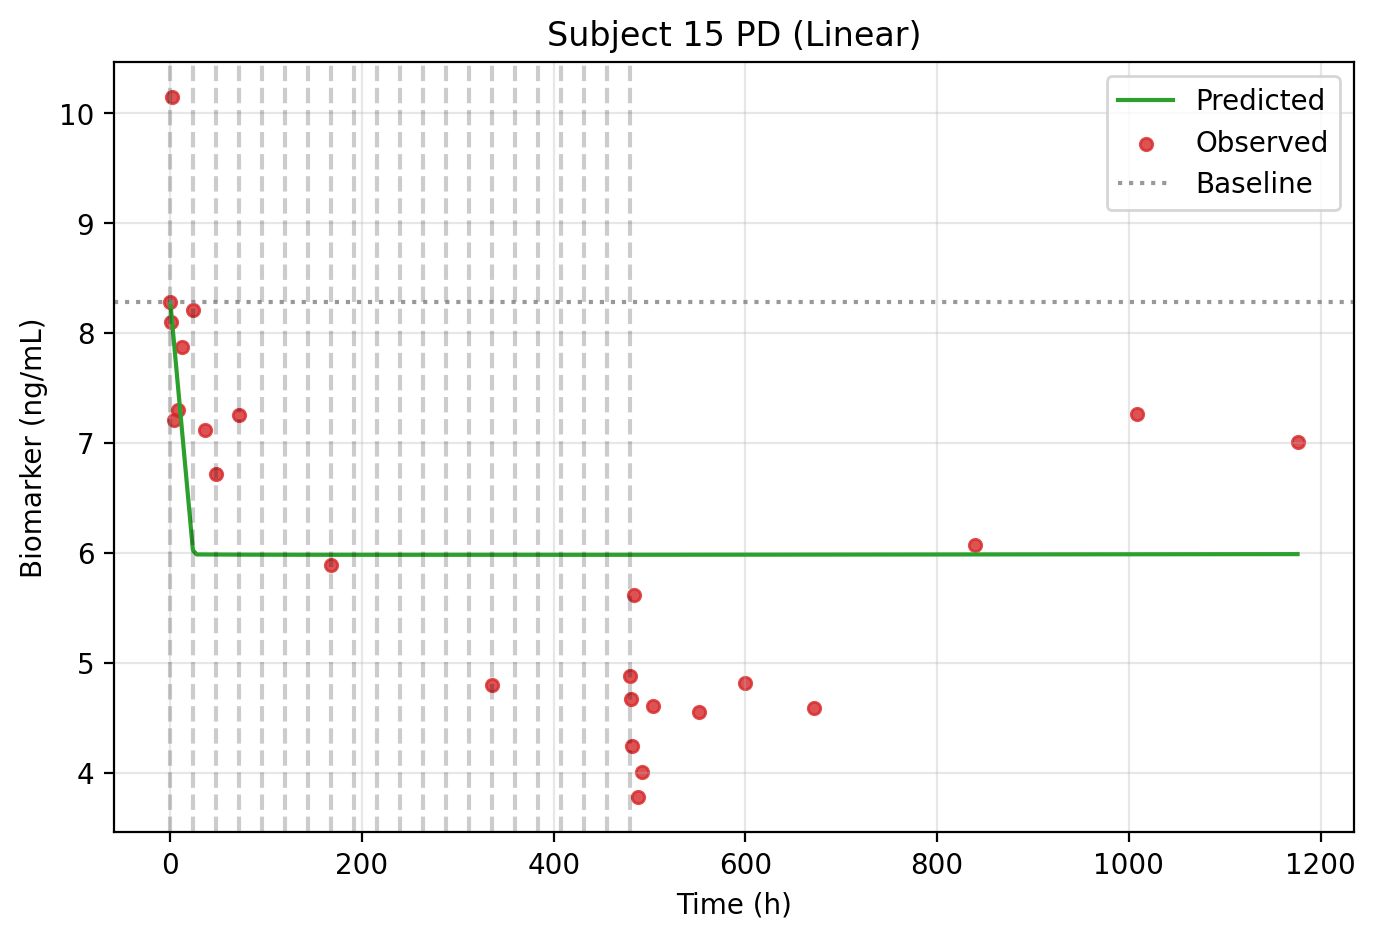 Subject 15 PD (Linear)
Predicted
Observed
Baseline
Biomarker (ng/mL)
10
9
8
7
6
5
4
0
200
400
600
800
1000
1200
Time (h)